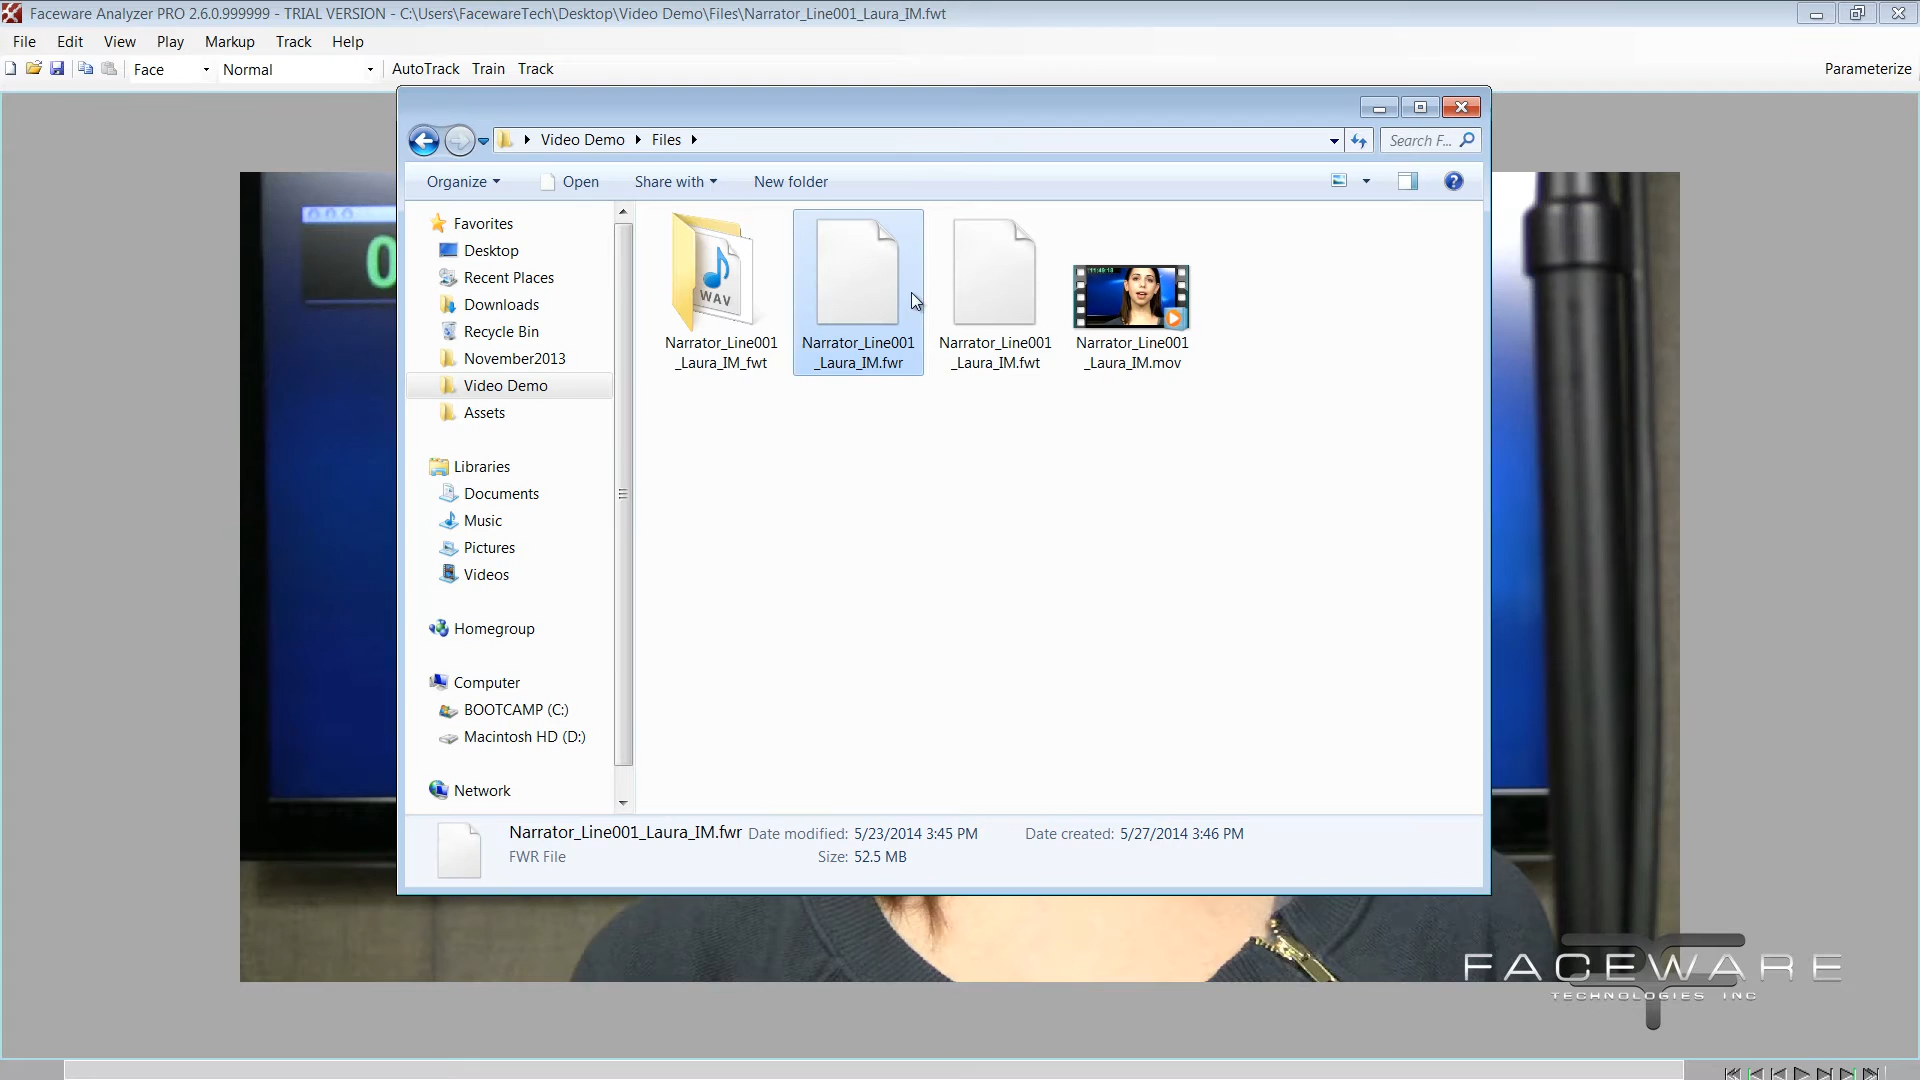 Faceware Analyzer PRO 2.6.0.999999 - TRIAL VERSION - C:\Users\FacewareTech\Desktop\Video Demo\Files\Narrator_Line001_Laura_IM.fwt
File Edit View Play Markup Track Help
Face Normal AutoTrack Train Track Parameterize
Video Demo Files Search F...
Organize Open Share with New folder
Favorites
Desktop
Recent Places
Downloads
Recycle Bin
November2013
Video Demo
Assets
Libraries
Documents
Music
Pictures
Videos
Homegroup
Computer
BOOTCAMP (C:)
Macintosh HD (D:)
Network
WAV
Narrator_Line001
_Laura_IM_fwt
Narrator_Line001
_Laura_IM.fwr
Narrator_Line001
_Laura_IM.fwt
Narrator_Line001
_Laura_IM.mov
Narrator_Line001_Laura_IM.fwr Date modified: 5/23/2014 3:45 PM Date created: 5/27/2014 3:46 PM
FWR File Size: 52.5 MB
0
FACEWARE
TECHNOLOGIES INC